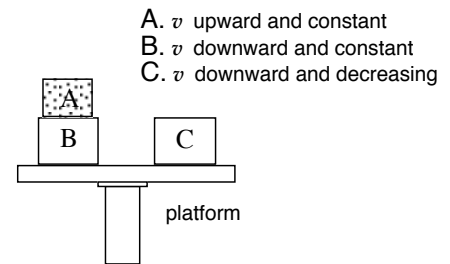 A. v upward and constant
B. v downward and constant
C. v downward and decreasing
A
B
C
platform